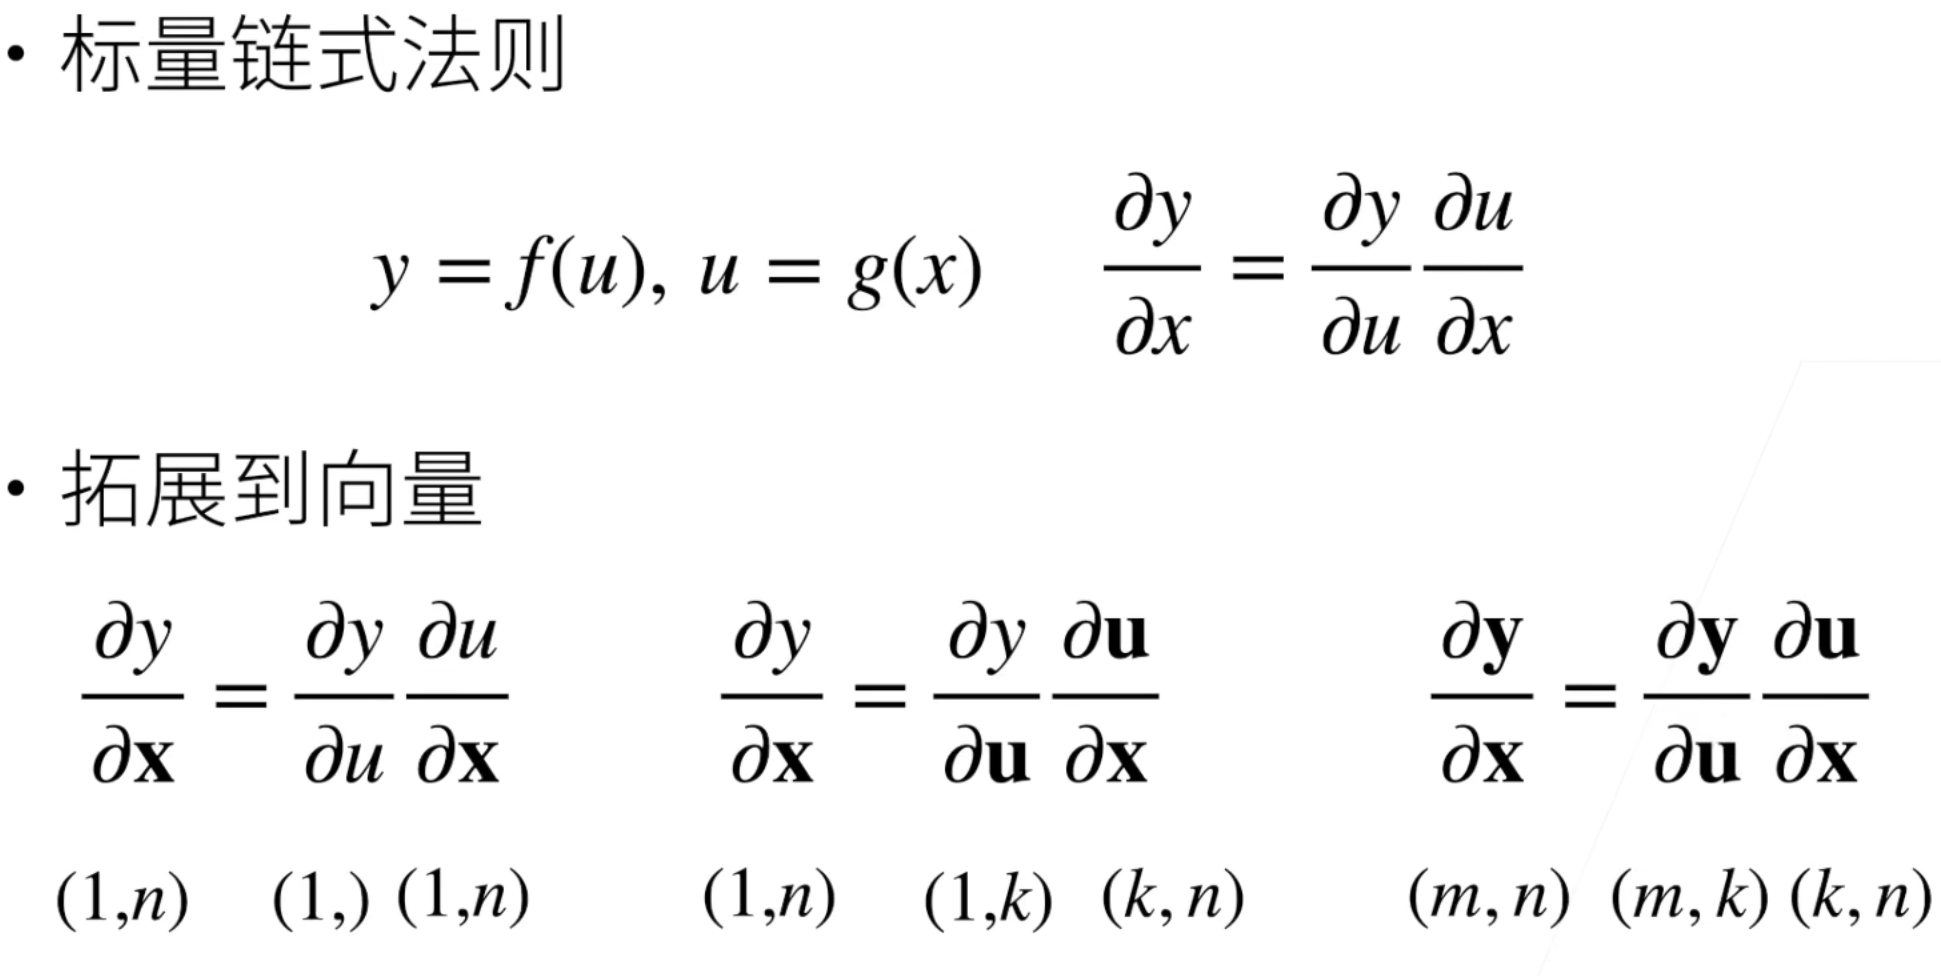 • 标量链式法则
y = f(u), u = g(x) ∂y/∂x = ∂y/∂u ∂u/∂x
• 拓展到向量
∂y/∂𝐱 = ∂y/∂u ∂u/∂𝐱 ∂y/∂𝐱 = ∂y/∂𝐮 ∂𝐮/∂𝐱 ∂𝐲/∂𝐱 = ∂𝐲/∂𝐮 ∂𝐮/∂𝐱
(1,n) (1,) (1,n) (1,n) (1,k) (k, n) (m, n) (m, k) (k, n)